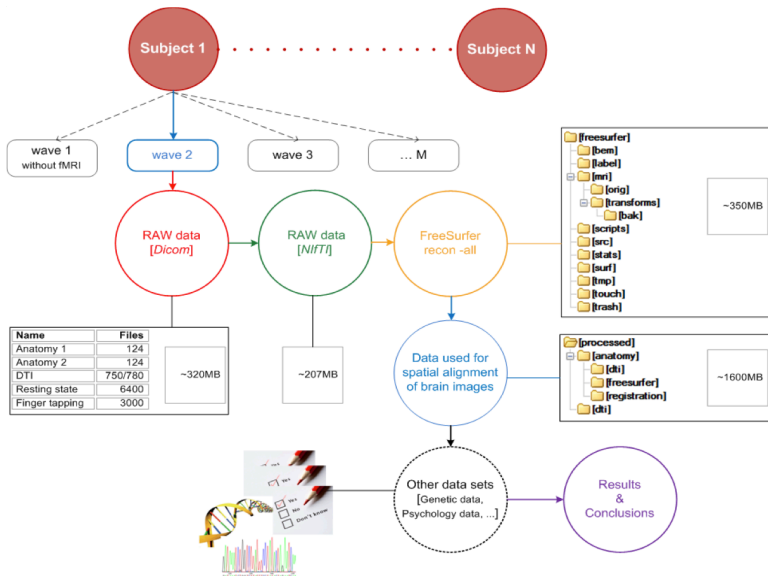 Subject 1
Subject N
wave 1
without fMRI
wave 2
wave 3
... M
RAW data
[Dicom]
RAW data
[NIfTI]
FreeSurfer
recon -all
[freesurfer]
[bem]
[label]
[mri]
[orig]
[transforms]
[bak]
[scripts]
[src]
[stats]
[surf]
[tmp]
[touch]
[trash]
~350MB
Name Files
Anatomy 1 124
Anatomy 2 124
DTI 750/780
Resting state 6400
Finger tapping 3000
~320MB
~207MB
Data used for
spatial alignment
of brain images
[processed]
[anatomy]
[dti]
[freesurfer]
[registration]
[dti]
~1600MB
Other data sets
[Genetic data,
Psychology data, ...]
Results
&
Conclusions
Yes
Yes
No
Don't know